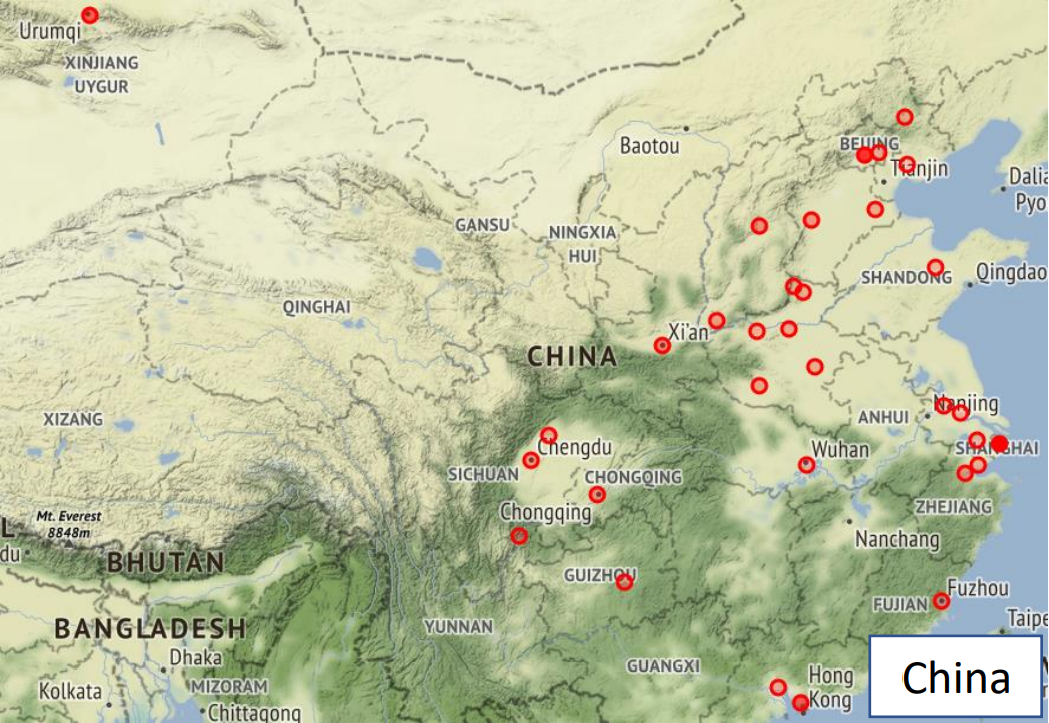 Urumqi
XINJIANG
UYGUR
Baotou
BEIJING
Tianjin
Dalia
Pyo
GANSU
NINGXIA
HUI
SHANDONG
Qingdao
QINGHAI
Xi'an
CHINA
XIZANG
ANHUI
Nanjing
Chengdu
Wuhan
SHANGHAI
SICHUAN
CHONGQING
ZHEJIANG
Mt. Everest
8848m
Chongqing
L
du
BHUTAN
Nanchang
GUIZHOU
Fuzhou
FUJIAN
Taipe
BANGLADESH
YUNNAN
Dhaka
GUANGXI
Kolkata
MIZORAM
Hong
Kong
China
Chittagong